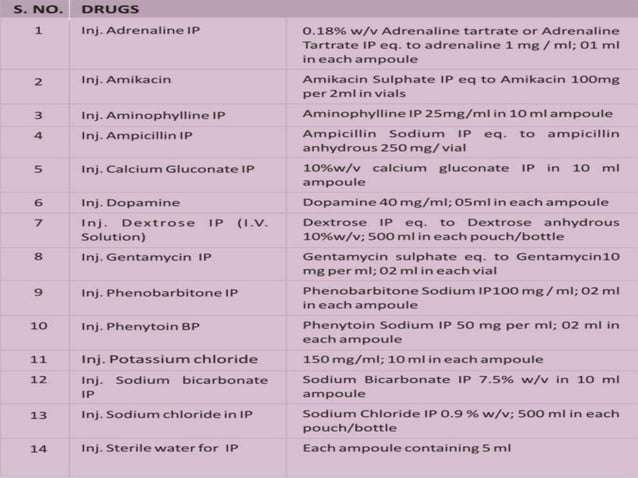 S. NO. DRUGS
1 Inj. Adrenaline IP 0.18% w/v Adrenaline tartrate or Adrenaline
Tartrate IP eq. to adrenaline 1 mg / ml; 01 ml
in each ampoule
2 Inj. Amikacin Amikacin Sulphate IP eq to Amikacin 100mg
per 2ml in vials
3 Inj. Aminophylline IP Aminophylline IP 25mg/ml in 10 ml ampoule
4 Inj. Ampicillin IP Ampicillin Sodium IP eq. to ampicillin
anhydrous 250 mg/ vial
5 Inj. Calcium Gluconate IP 10%w/v calcium gluconate IP in 10 ml
ampoule
6 Inj. Dopamine Dopamine 40 mg/ml; 05ml in each ampoule
7 Inj. Dextrose IP (I.V. Dextrose IP eq. to Dextrose anhydrous
Solution) 10%w/v; 500 ml in each pouch/bottle
8 Inj. Gentamycin IP Gentamycin sulphate eq. to Gentamycin10
mg per ml; 02 ml in each vial
9 Inj. Phenobarbitone IP Phenobarbitone Sodium IP100 mg / ml; 02 ml
in each ampoule
10 Inj. Phenytoin BP Phenytoin Sodium IP 50 mg per ml; 02 ml in
each ampoule
11 Inj. Potassium chloride 150 mg/ml; 10 ml in each ampoule
12 Inj. Sodium bicarbonate Sodium Bicarbonate IP 7.5% w/v in 10 ml
IP ampoule
13 Inj. Sodium chloride in IP Sodium Chloride IP 0.9 % w/v; 500 ml in each
pouch/bottle
14 Inj. Sterile water for IP Each ampoule containing 5 ml